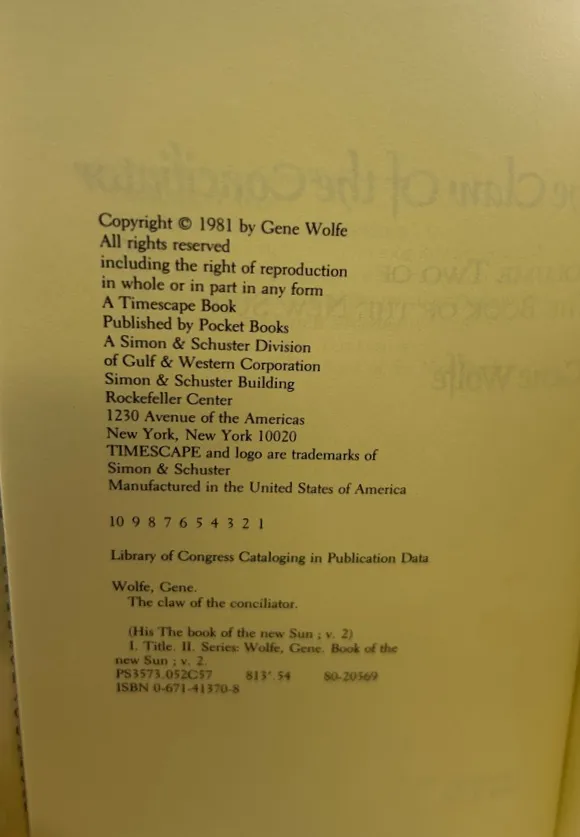 Copyright © 1981 by Gene Wolfe
All rights reserved
including the right of reproduction
in whole or in part in any form
A Timescape Book
Published by Pocket Books
A Simon & Schuster Division
of Gulf & Western Corporation
Simon & Schuster Building
Rockefeller Center
1230 Avenue of the Americas
New York, New York 10020
TIMESCAPE and logo are trademarks of
Simon & Schuster
Manufactured in the United States of America
10 9 8 7 6 5 4 3 2 1
Library of Congress Cataloging in Publication Data
Wolfe, Gene.
The claw of the conciliator.
(His The book of the new Sun ; v. 2)
I. Title. II. Series: Wolfe, Gene. Book of the
new Sun ; v. 2.
PS3573.O52C57 813'.54 80-20569
ISBN 0-671-41370-8